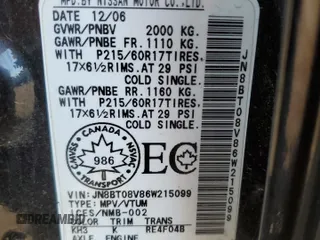 MFD.BY NISSAN MOTOR CO.,LTD.
DATE 12/06
GVWR/PNBV 2000 KG.
GAWR/PNBE FR. 1110 KG.
WITH P215/60R17TIRES,
17X6½RIMS.AT 29 PSI
COLD SINGLE.
GAWR/PNBE RR. 1160 KG.
WITH P215/60R17TIRES,
17X6½RIMS.AT 29 PSI
COLD SINGLE.
CANADA
CMVSS
986
NSVAC
TRANSPORT
EC
VIN:JN8BT08V86W215099
TYPE:MPV/VTUM
ICES/NMB-002
COLOR TRIM TRANS
KH3 K RE4F04B
AXLE ENGINE
JN8BT08V86W215099